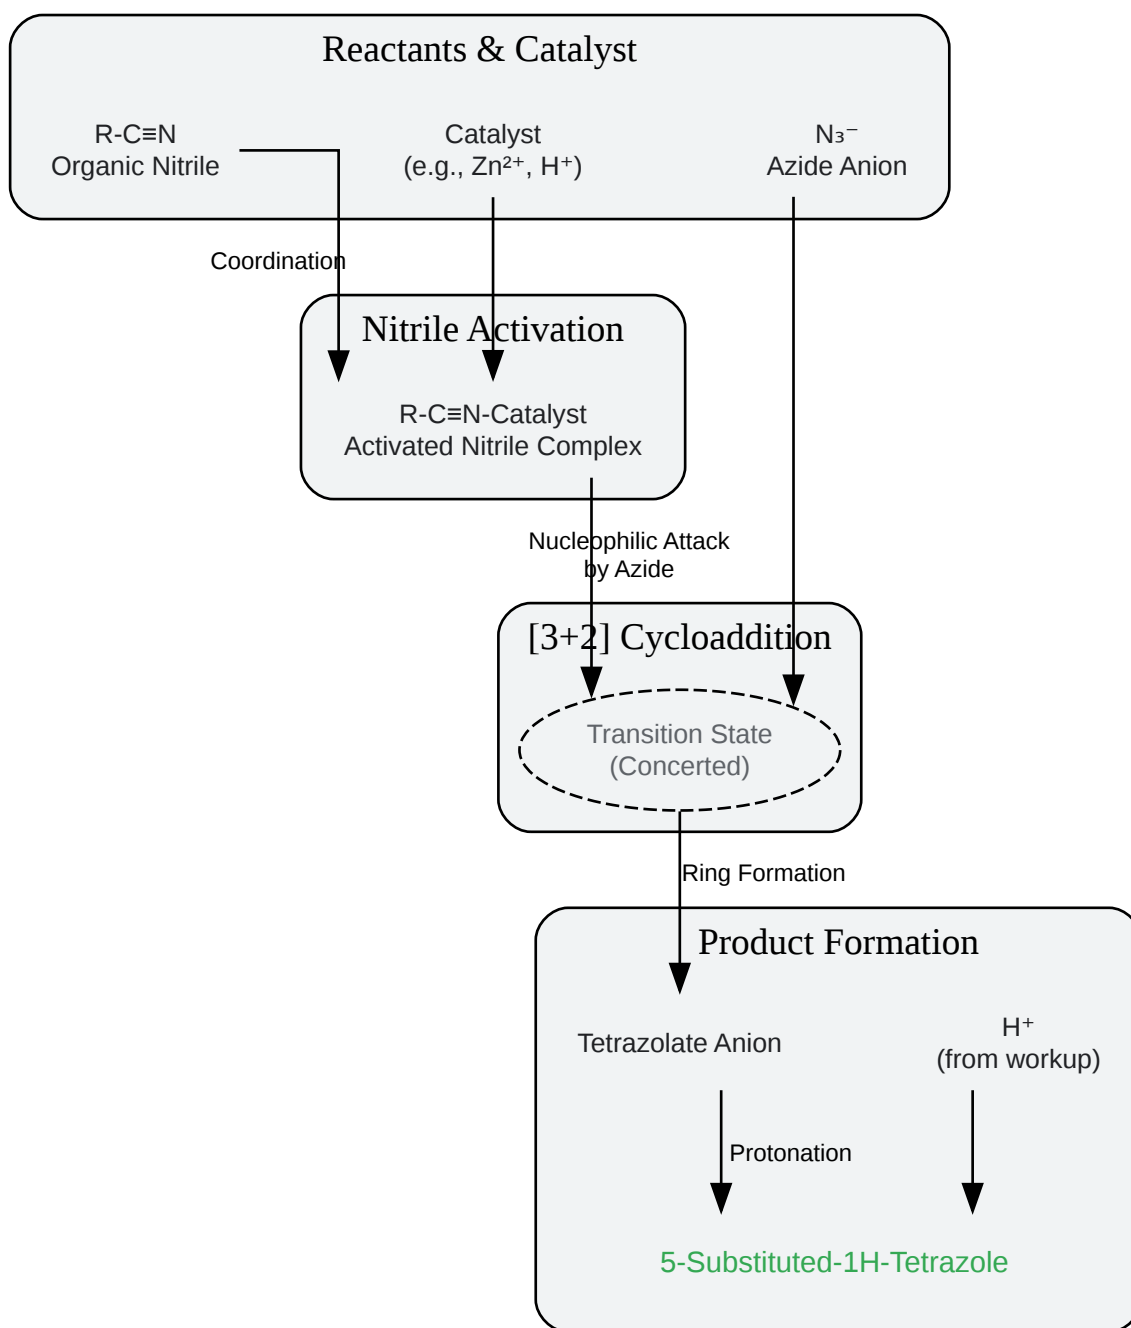 Reactants & Catalyst
R-C≡N
Organic Nitrile
Catalyst
(e.g., Zn²⁺, H⁺)
N₃⁻
Azide Anion
Coordination
Nitrile Activation
R-C≡N-Catalyst
Activated Nitrile Complex
Nucleophilic Attack
by Azide
[3+2] Cycloaddition
Transition State
(Concerted)
Ring Formation
Product Formation
Tetrazolate Anion
H⁺
(from workup)
Protonation
5-Substituted-1H-Tetrazole